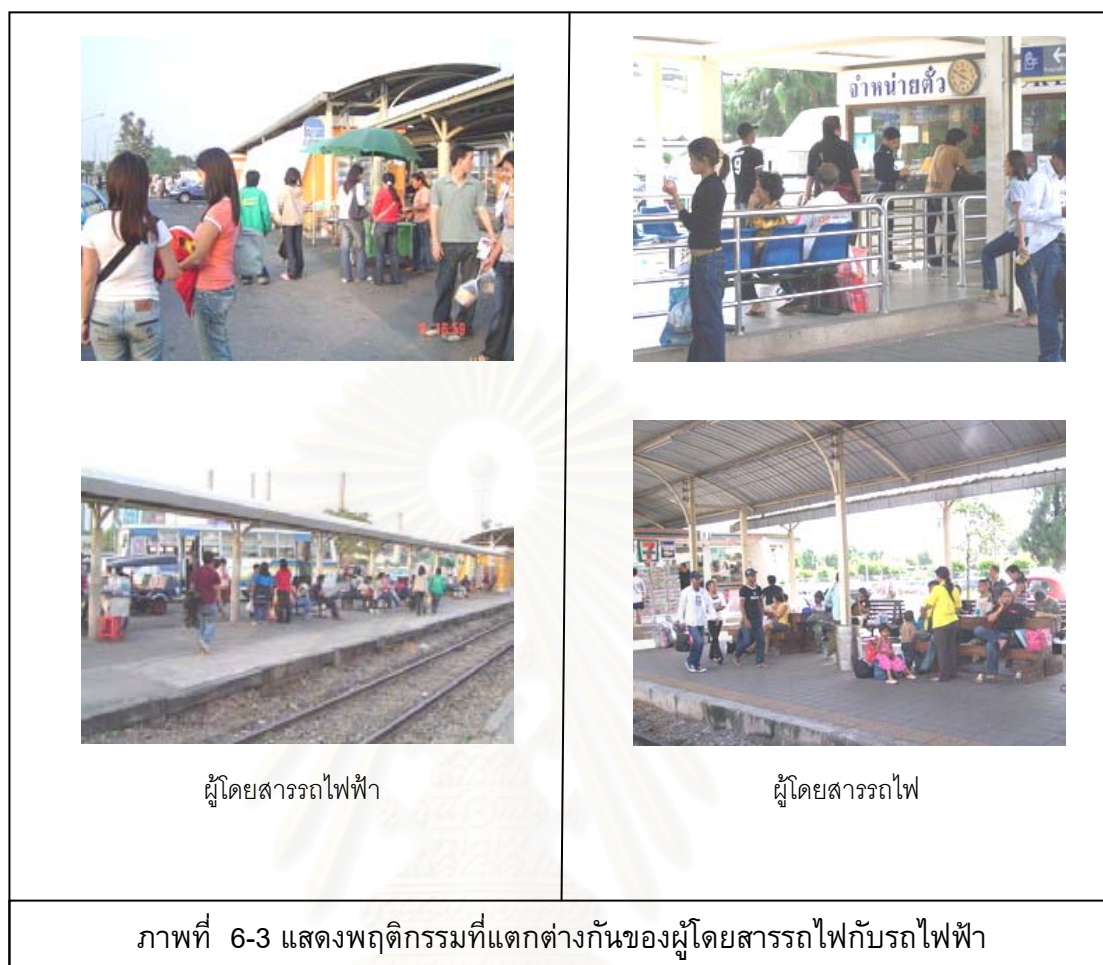 จำหน่ายตั๋ว
9
7
ผู้โดยสารรถไฟฟ้า
ผู้โดยสารรถไฟ
ภาพที่ 6-3 แสดงพฤติกรรมที่แตกต่างกันของผู้โดยสารรถไฟกับรถไฟฟ้า